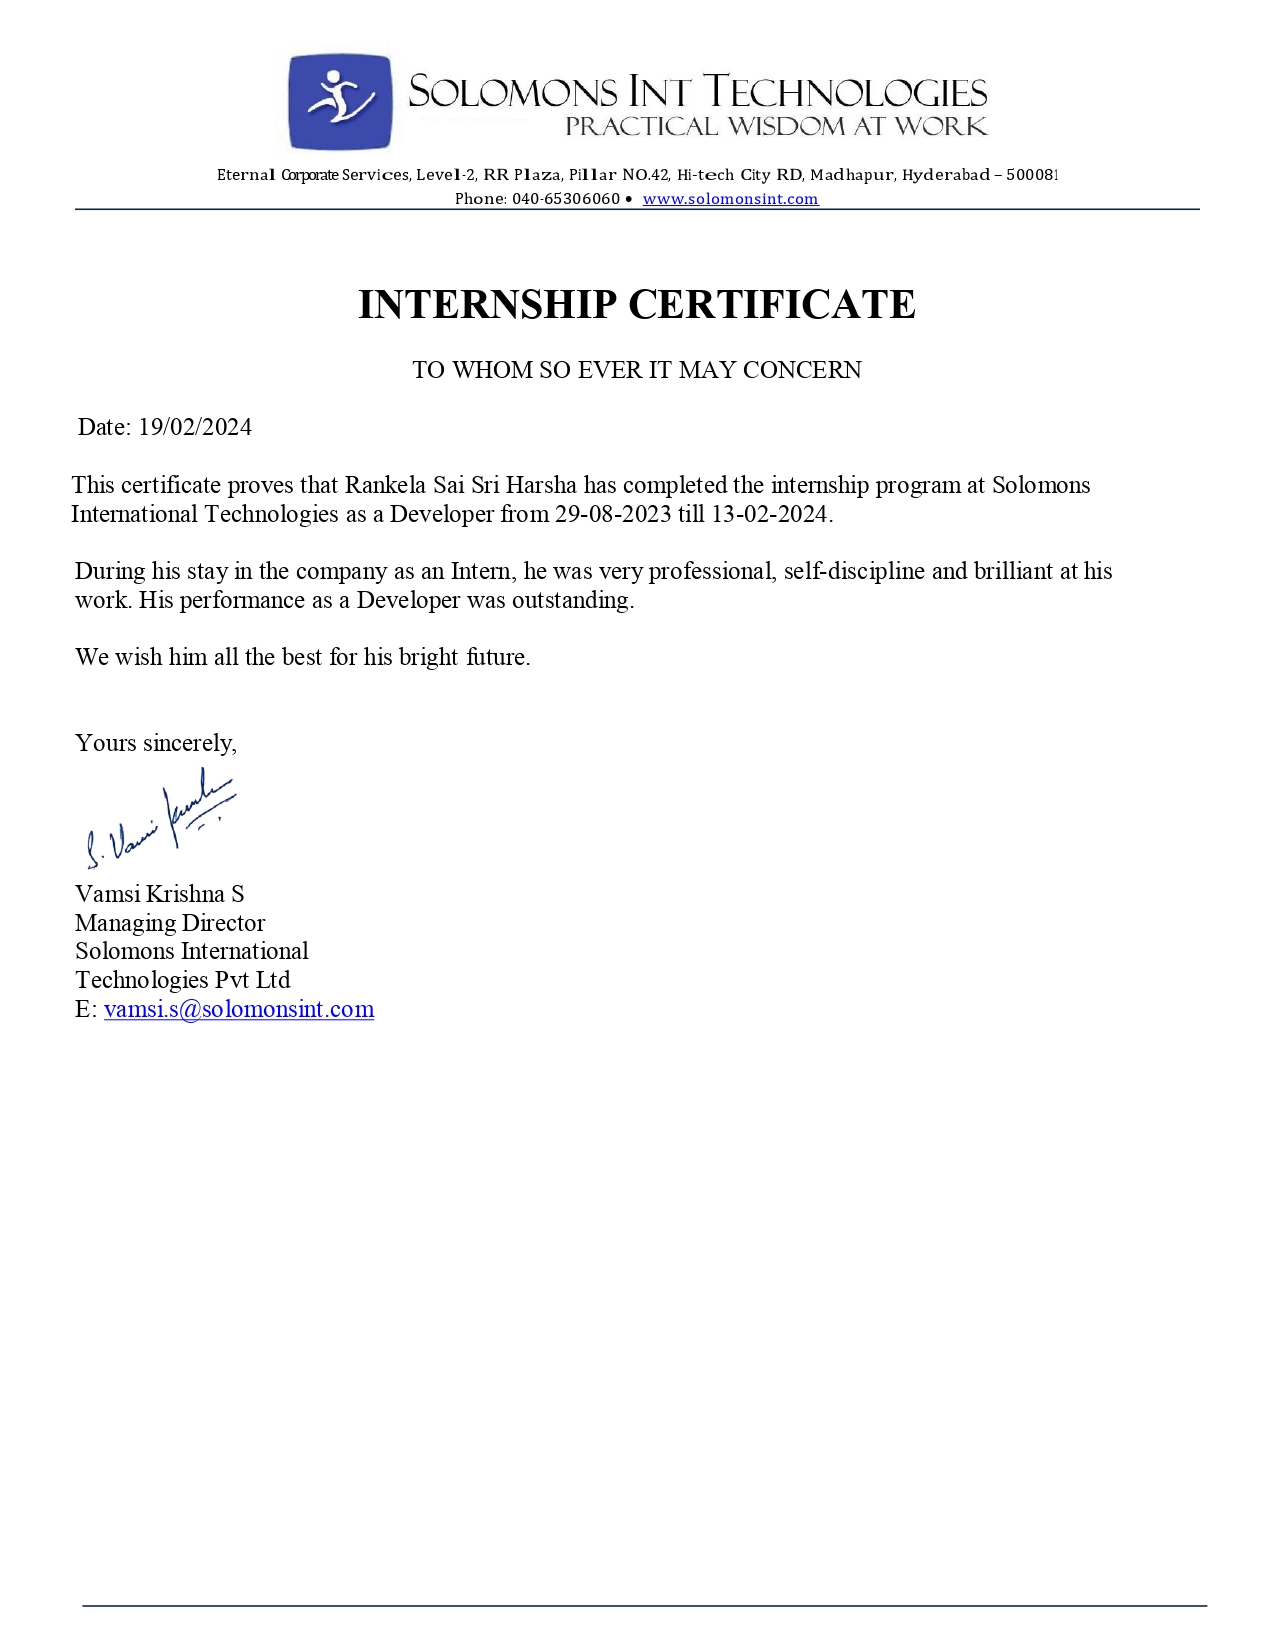 SOLOMONS INT TECHNOLOGIES
PRACTICAL WISDOM AT WORK
Eternal Corporate Services, Level-2, RR Plaza, Pillar NO.42, Hi-tech City RD, Madhapur, Hyderabad – 500081
Phone: 040-65306060 • www.solomonsint.com
INTERNSHIP CERTIFICATE
TO WHOM SO EVER IT MAY CONCERN
Date: 19/02/2024
This certificate proves that Rankela Sai Sri Harsha has completed the internship program at Solomons
International Technologies as a Developer from 29-08-2023 till 13-02-2024.
During his stay in the company as an Intern, he was very professional, self-discipline and brilliant at his
work. His performance as a Developer was outstanding.
We wish him all the best for his bright future.
Yours sincerely,
S. Vamsi
Vamsi Krishna S
Managing Director
Solomons International
Technologies Pvt Ltd
E: vamsi.s@solomonsint.com